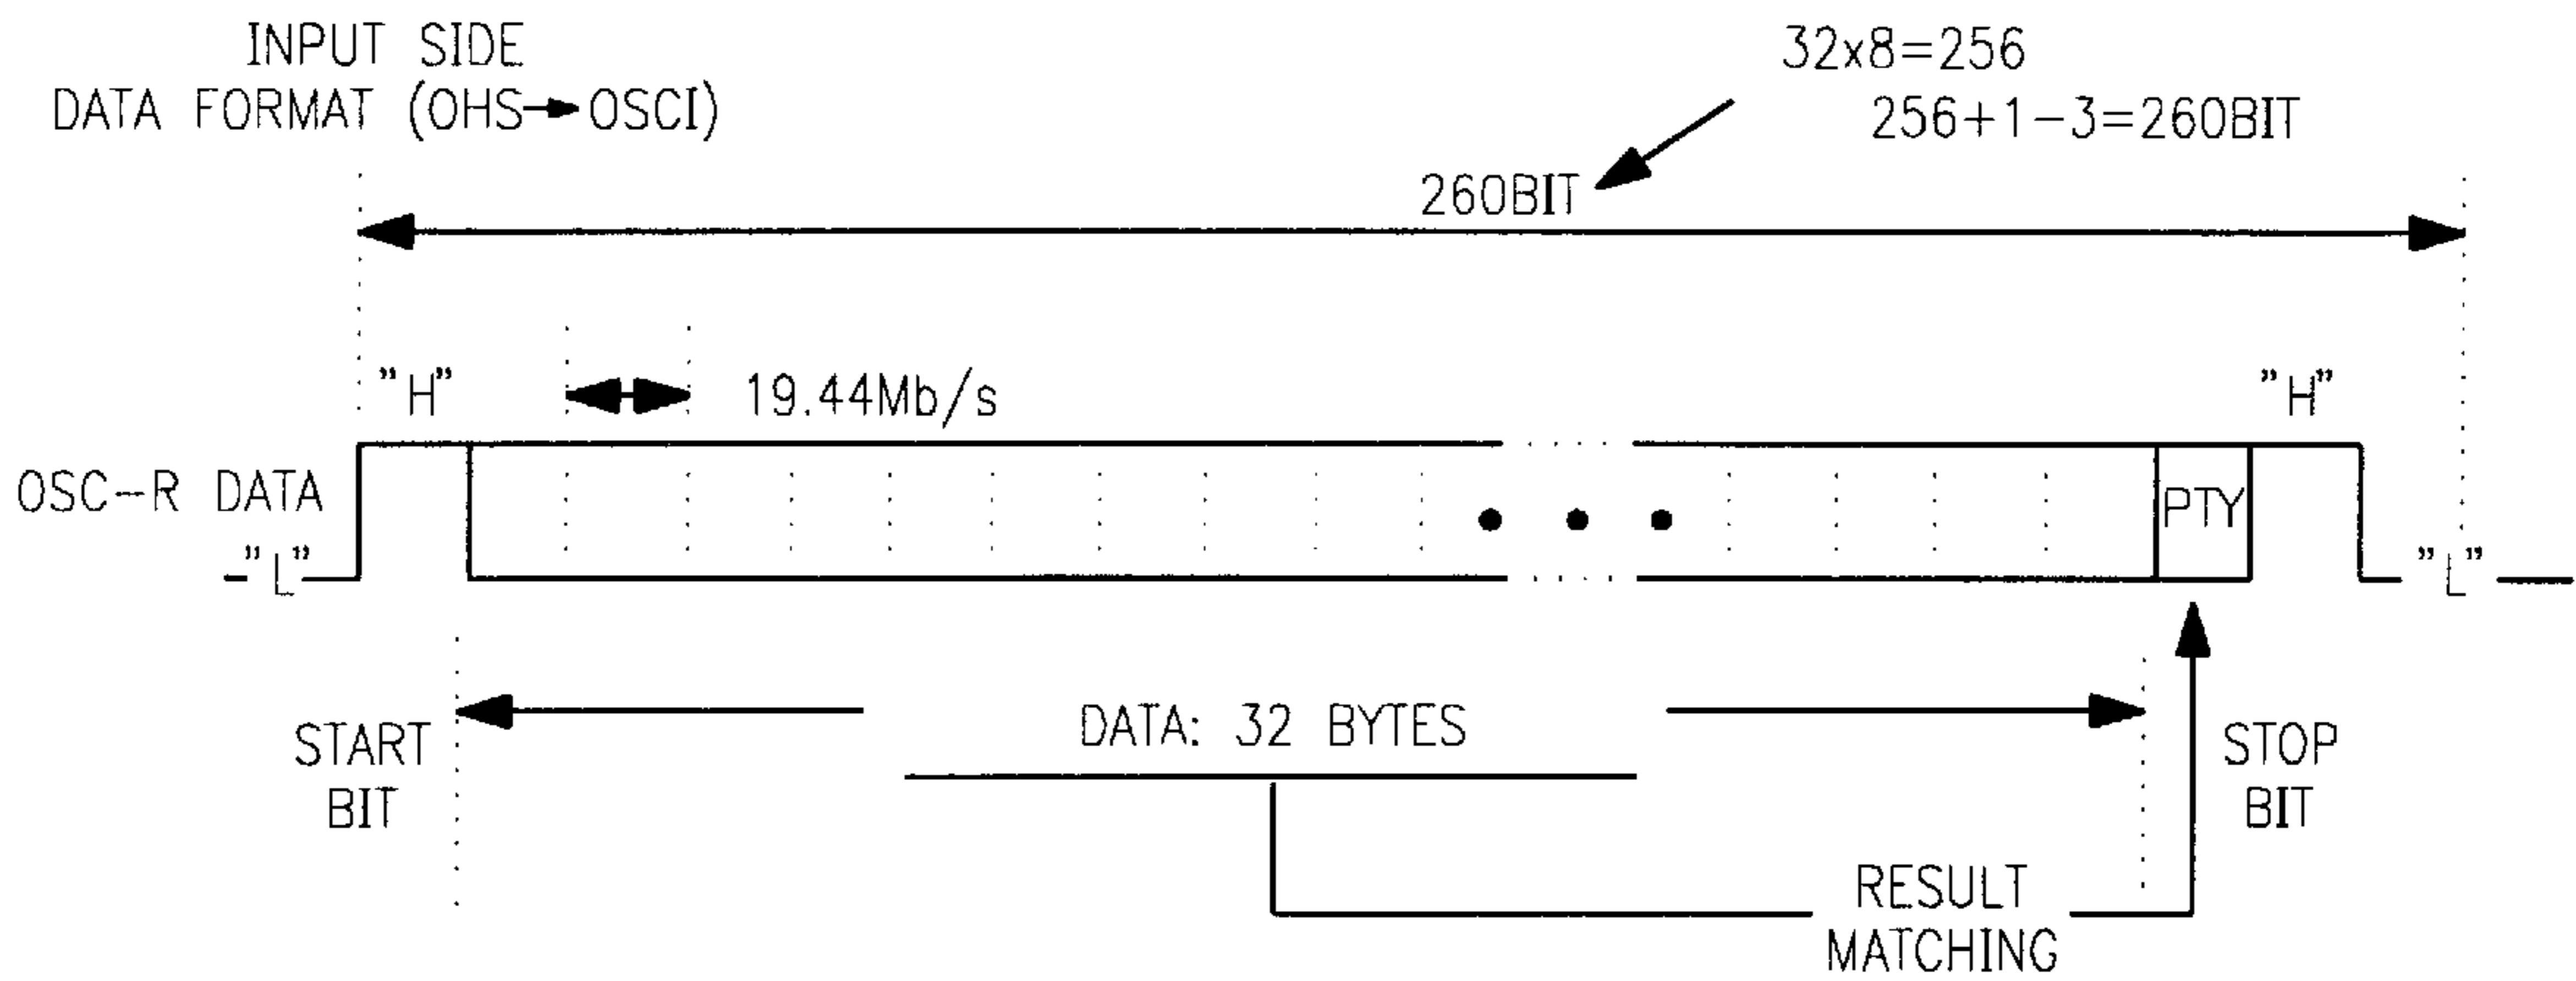 INPUT SIDE
DATA FORMAT (OHS→OSCI)
32x8=256
256+1-3=260BIT
260BIT
"H"
19.44Mb/s
"H"
OSC-R DATA
PTY
"L"
"L"
START
BIT
DATA: 32 BYTES
STOP
BIT
RESULT
MATCHING